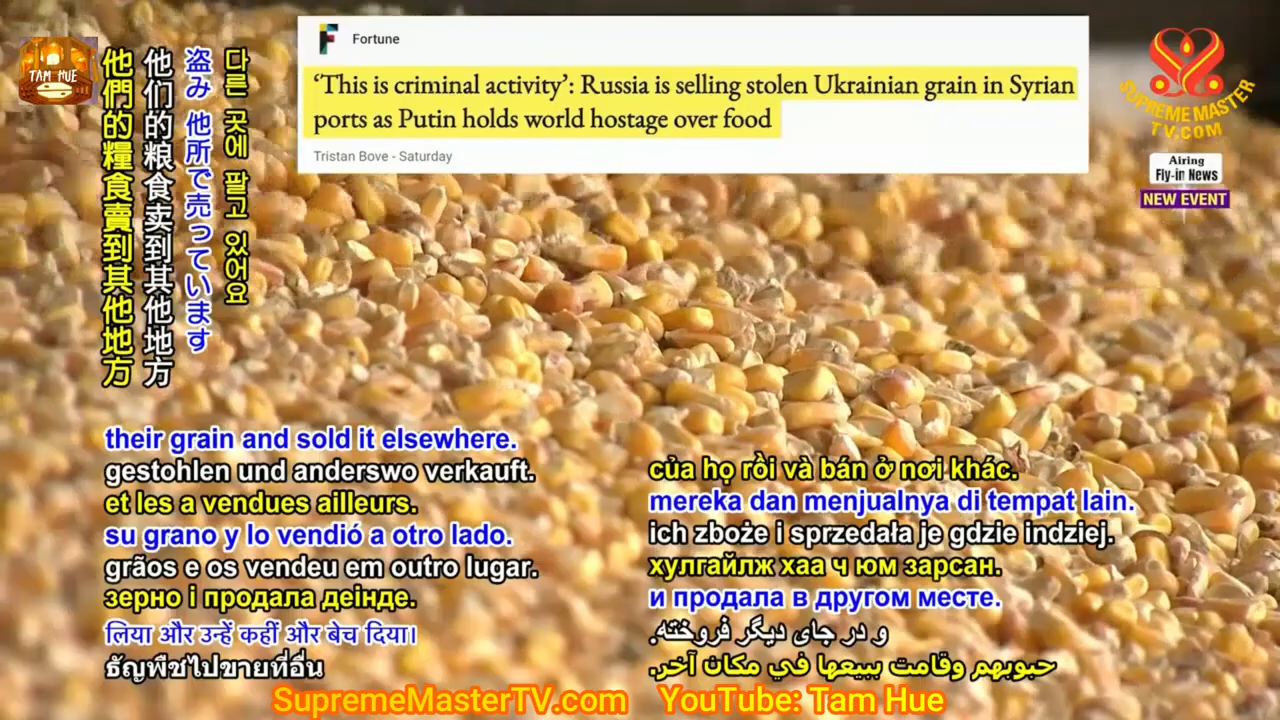 Fortune
‘This is criminal activity’: Russia is selling stolen Ukrainian grain in Syrian
ports as Putin holds world hostage over food
Tristan Bove - Saturday
TAM HUE
SUPREME MASTER
TV.COM
Airing
Fly-in News
NEW EVENT
다른 곳에 팔고 있어요
盗み 他所で売っています
他们的粮食卖到其他地方
他們的糧食賣到其他地方
their grain and sold it elsewhere.
gestohlen und anderswo verkauft.
et les a vendues ailleurs.
su grano y lo vendió a otro lado.
grãos e os vendeu em outro lugar.
зерно і продала деінде.
लिया और उन्हें कहीं और बेच दिया।
ธัญพืชไปขายที่อื่น
của họ rồi và bán ở nơi khác.
mereka dan menjualnya di tempat lain.
ich zboże i sprzedała je gdzie indziej.
хулгайлж хаа ч юм зарсан.
и продала в другом месте.
و در جای دیگر فروخته.
حبوبهم وقامت ببيعها في مكان آخر.
SupremeMasterTV.com YouTube: Tam Hue